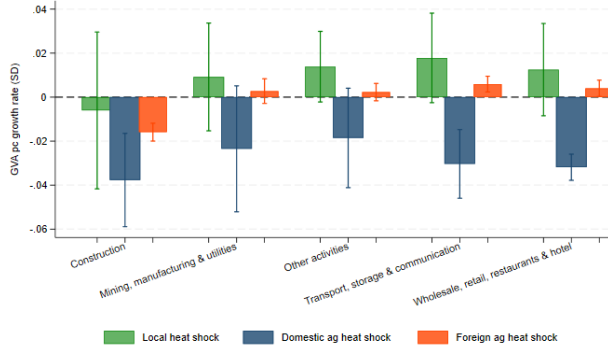 GVA pc growth rate (SD)
.04
.02
0
-.02
-.04
-.06
Construction
Mining, manufacturing & utilities
Other activities
Transport, storage & communication
Wholesale, retail, restaurants & hotel
Local heat shock
Domestic ag heat shock
Foreign ag heat shock